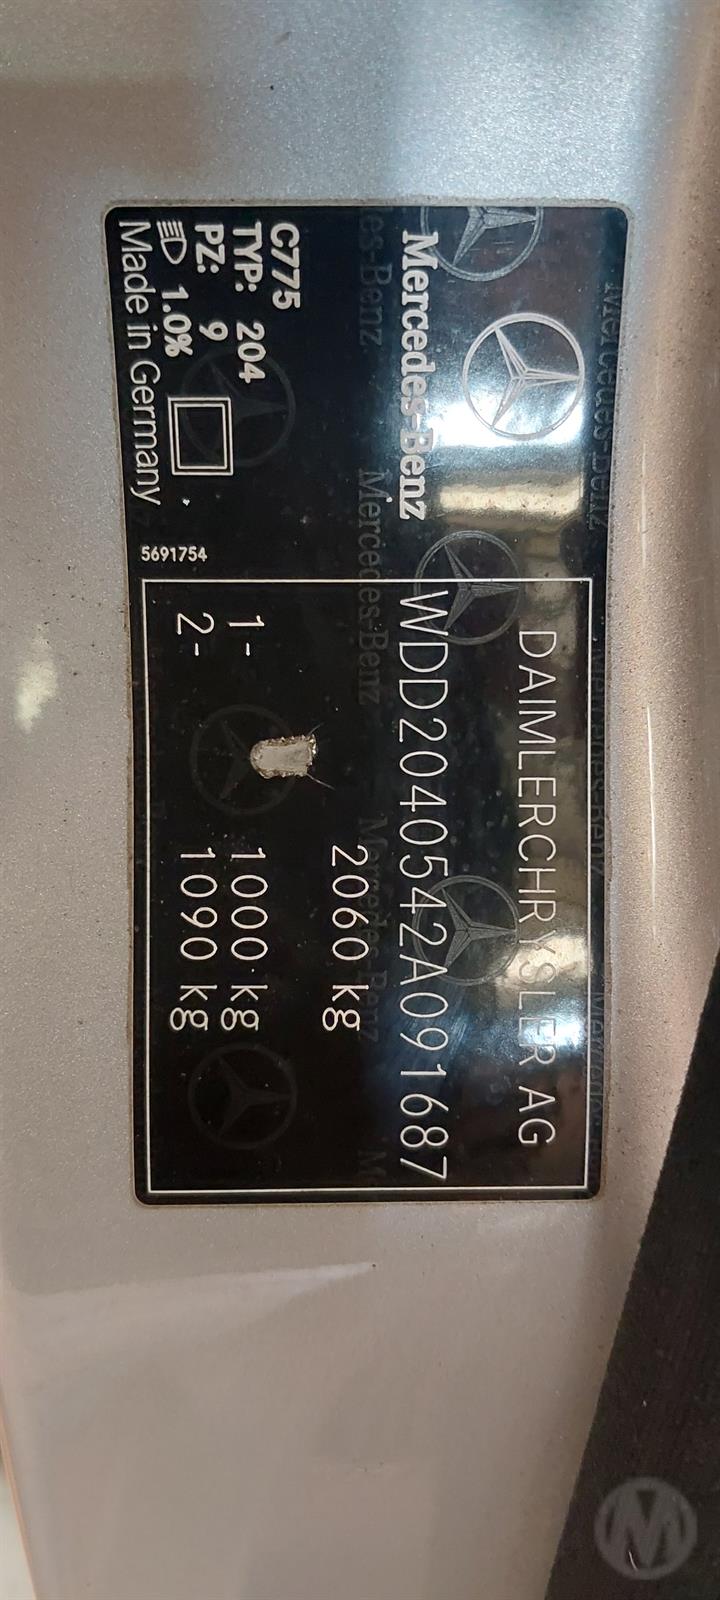 Mercedes-Benz
C775
TYP: 204
PZ: 9
1.0%
Made in Germany
5691754
DAIMLERCHRYSLER AG
WDD2040542A091687
2060 kg
1- 1000 kg
2- 1090 kg
M